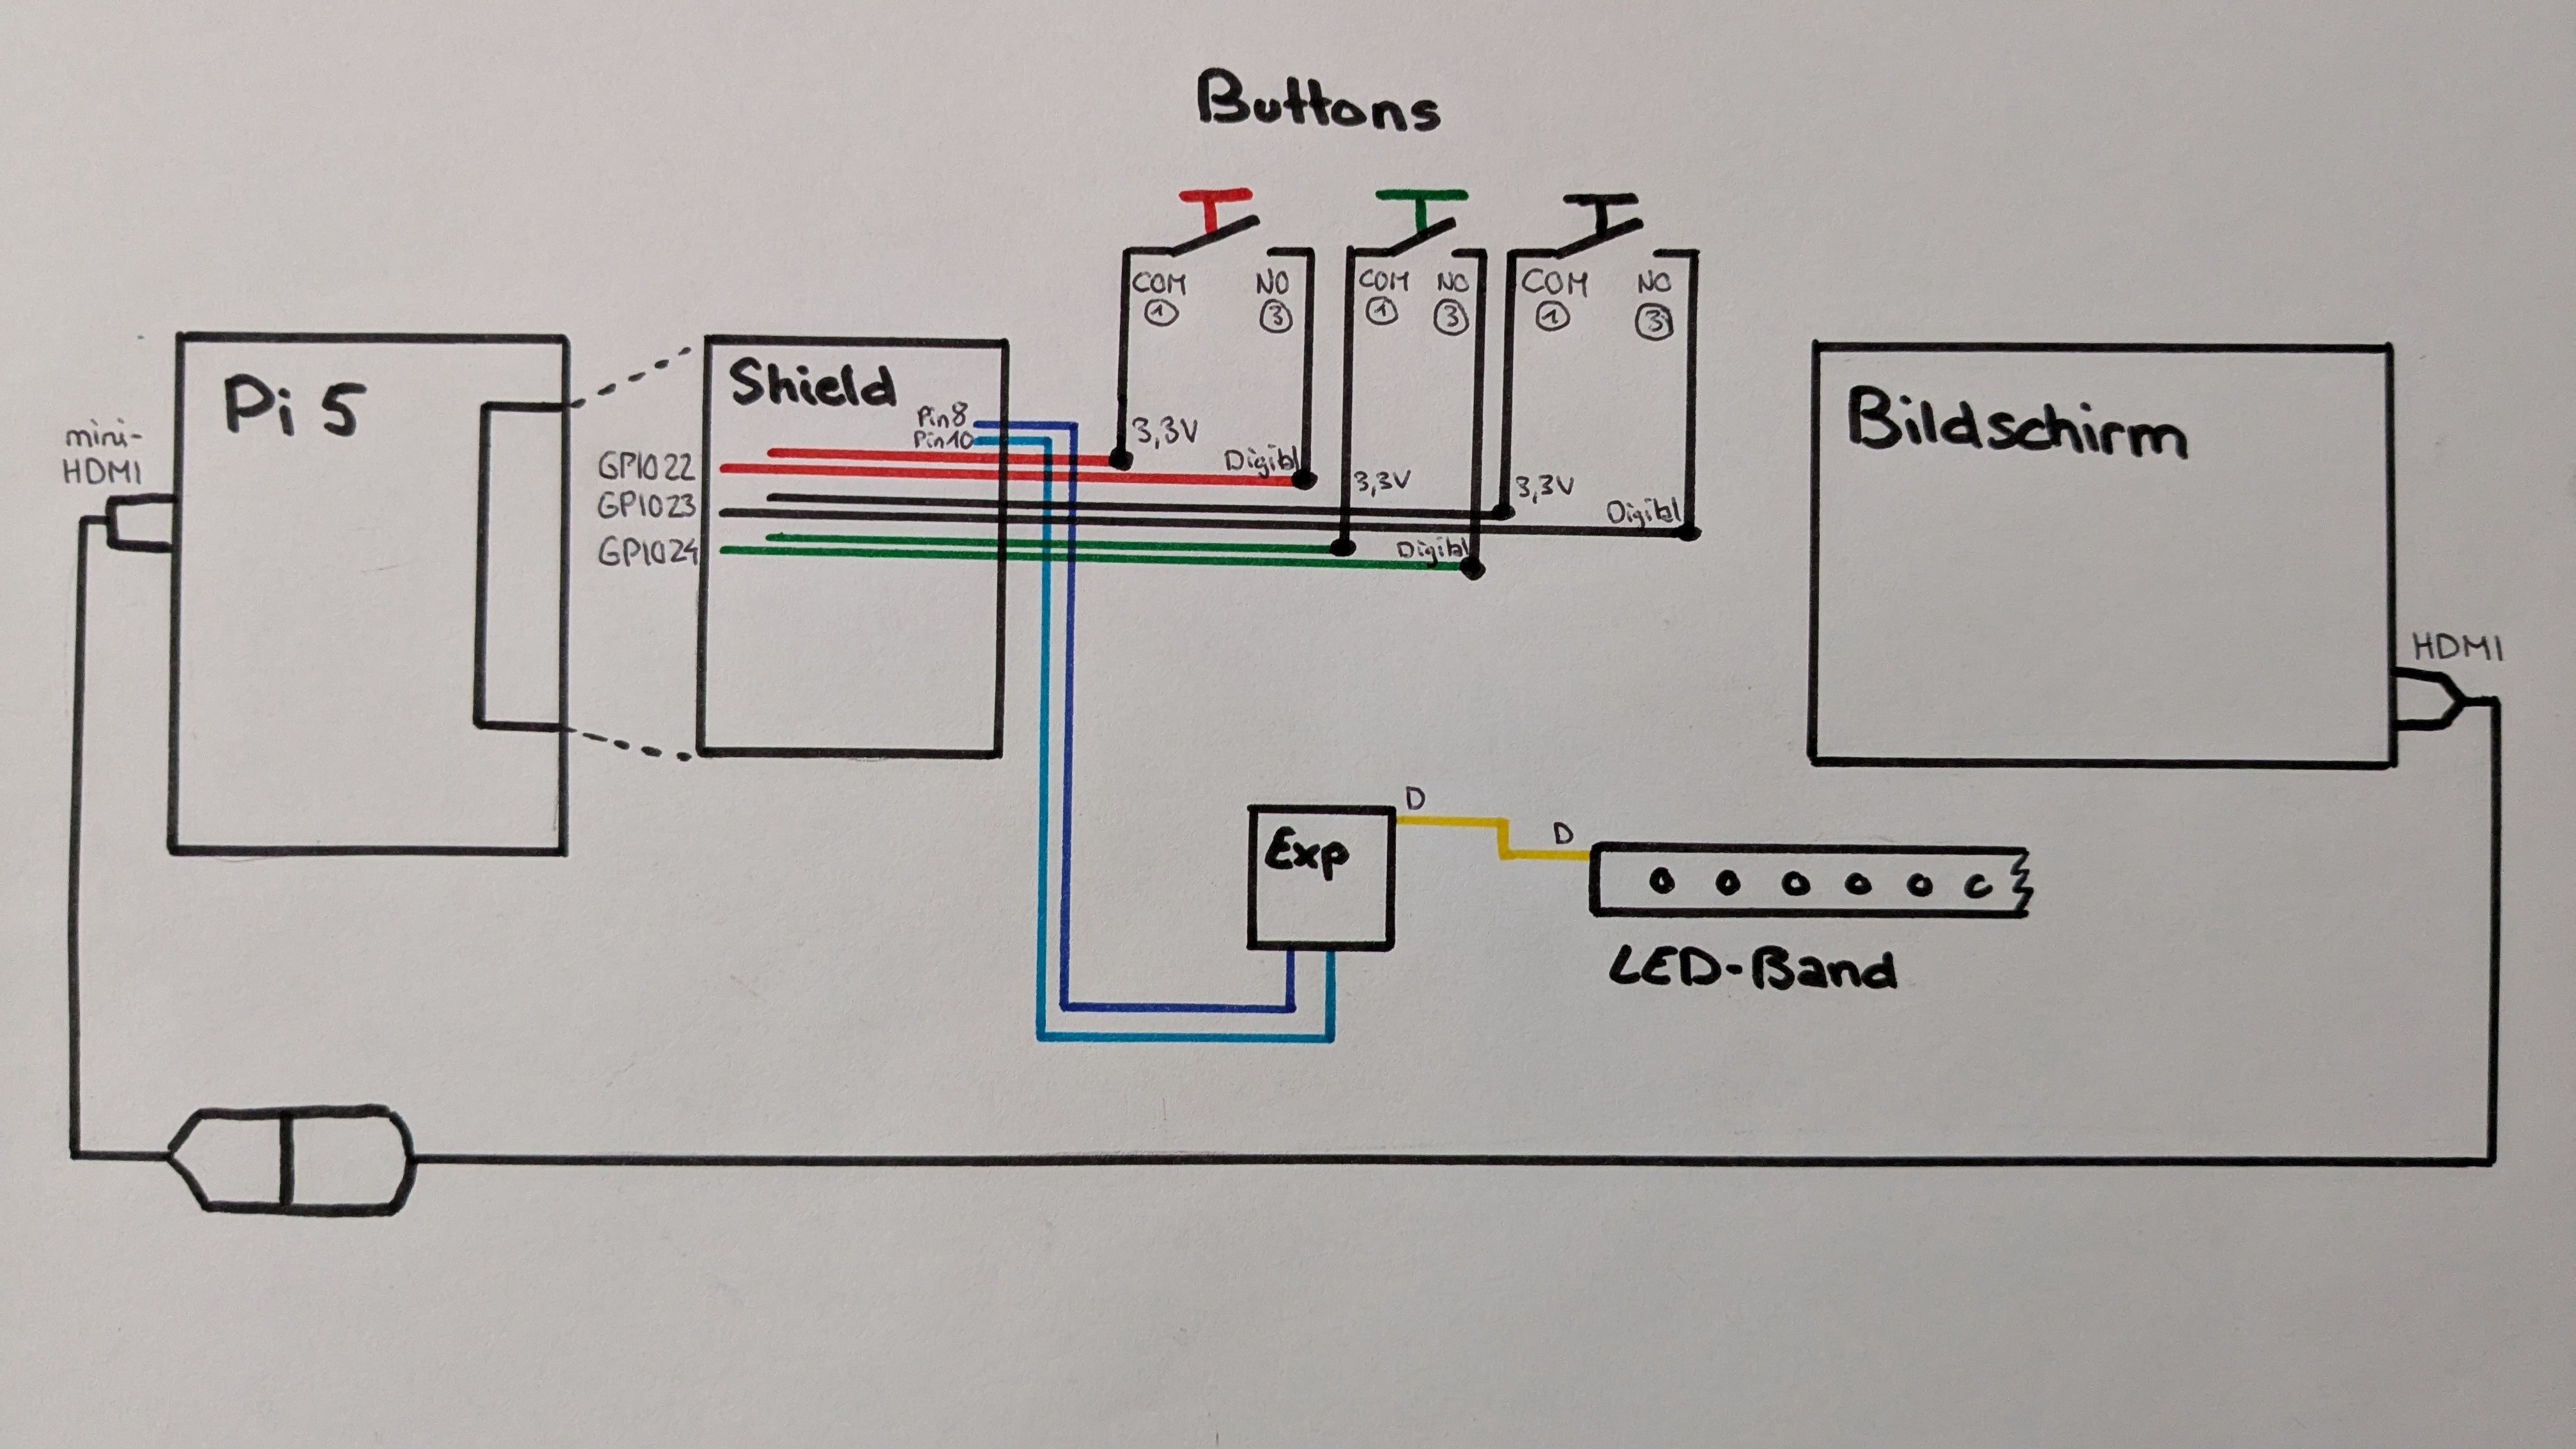 Buttons
COM
NO
1
3
COM
NO
1
3
COM
NO
1
3
Pi 5
Shield
Pin8
Pin10
mini-
HDMI
GPIO22
GPIO23
GPIO24
3,3V
Digital
3,3V
Digital
3,3V
Digital
Bildschirm
HDMI
Exp
D
D
LED-Band